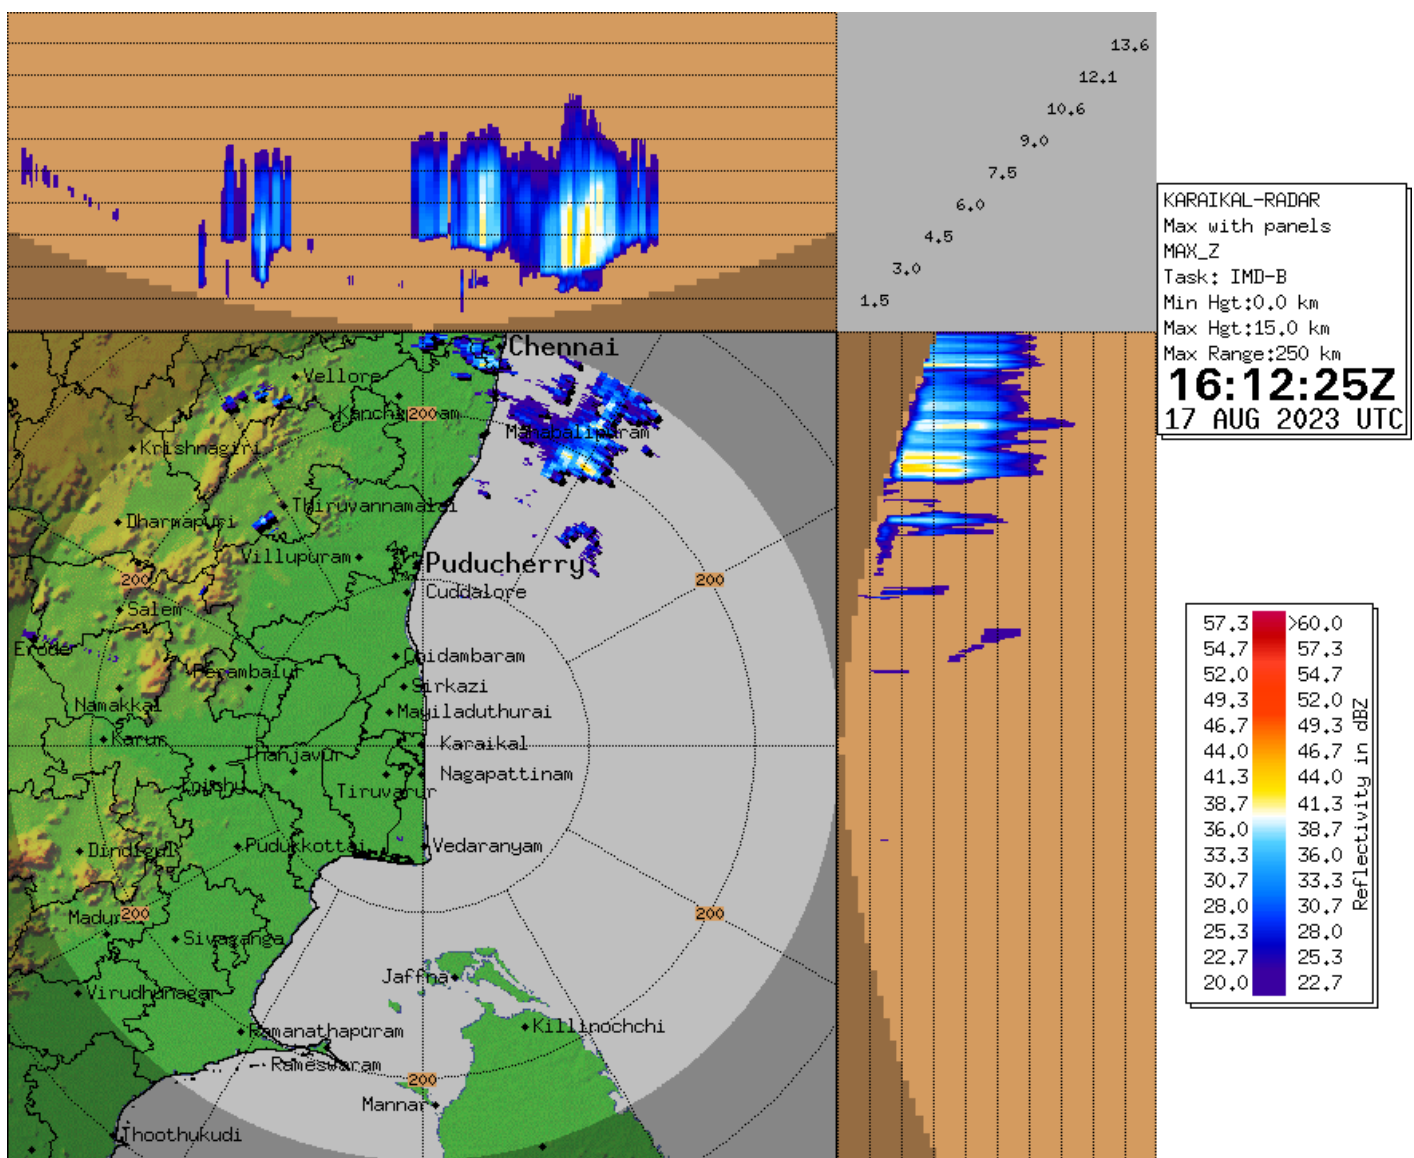 13.6
12.1
10.6
9.0
7.5
6.0
4.5
3.0
1.5
KARAIKAL-RADAR
Max with panels
MAX_Z
Task: IMD-B
Min Hgt:0.0 km
Max Hgt:15.0 km
Max Range:250 km
16:12:25Z
17 AUG 2023 UTC
Chennai
Vellore
Kanchipuram
200
Mahabalipuram
Krishnagiri
Thiruvannamalai
Dharmapuri
Villupuram
Puducherry
200
200
Cuddalore
Salem
Erode
Chidambaram
Perambalur
Sirkazi
Namakkal
Mayiladuthurai
Karur
Karaikal
Thanjavur
Nagapattinam
Tiruvarur
Dindigul
Pudukkottai
Vedaranyam
200
200
Sivaganga
Jaffna
Virudhunagar
Ramanathapuram
Killinochchi
Rameswaram
200
Mannar
Thoothukudi
57.3 >60.0
54.7 57.3
52.0 54.7
49.3 52.0
46.7 49.3
44.0 46.7
41.3 44.0
38.7 41.3
36.0 38.7
33.3 36.0
30.7 33.3
28.0 30.7
25.3 28.0
22.7 25.3
20.0 22.7
Reflectivity in dBZ